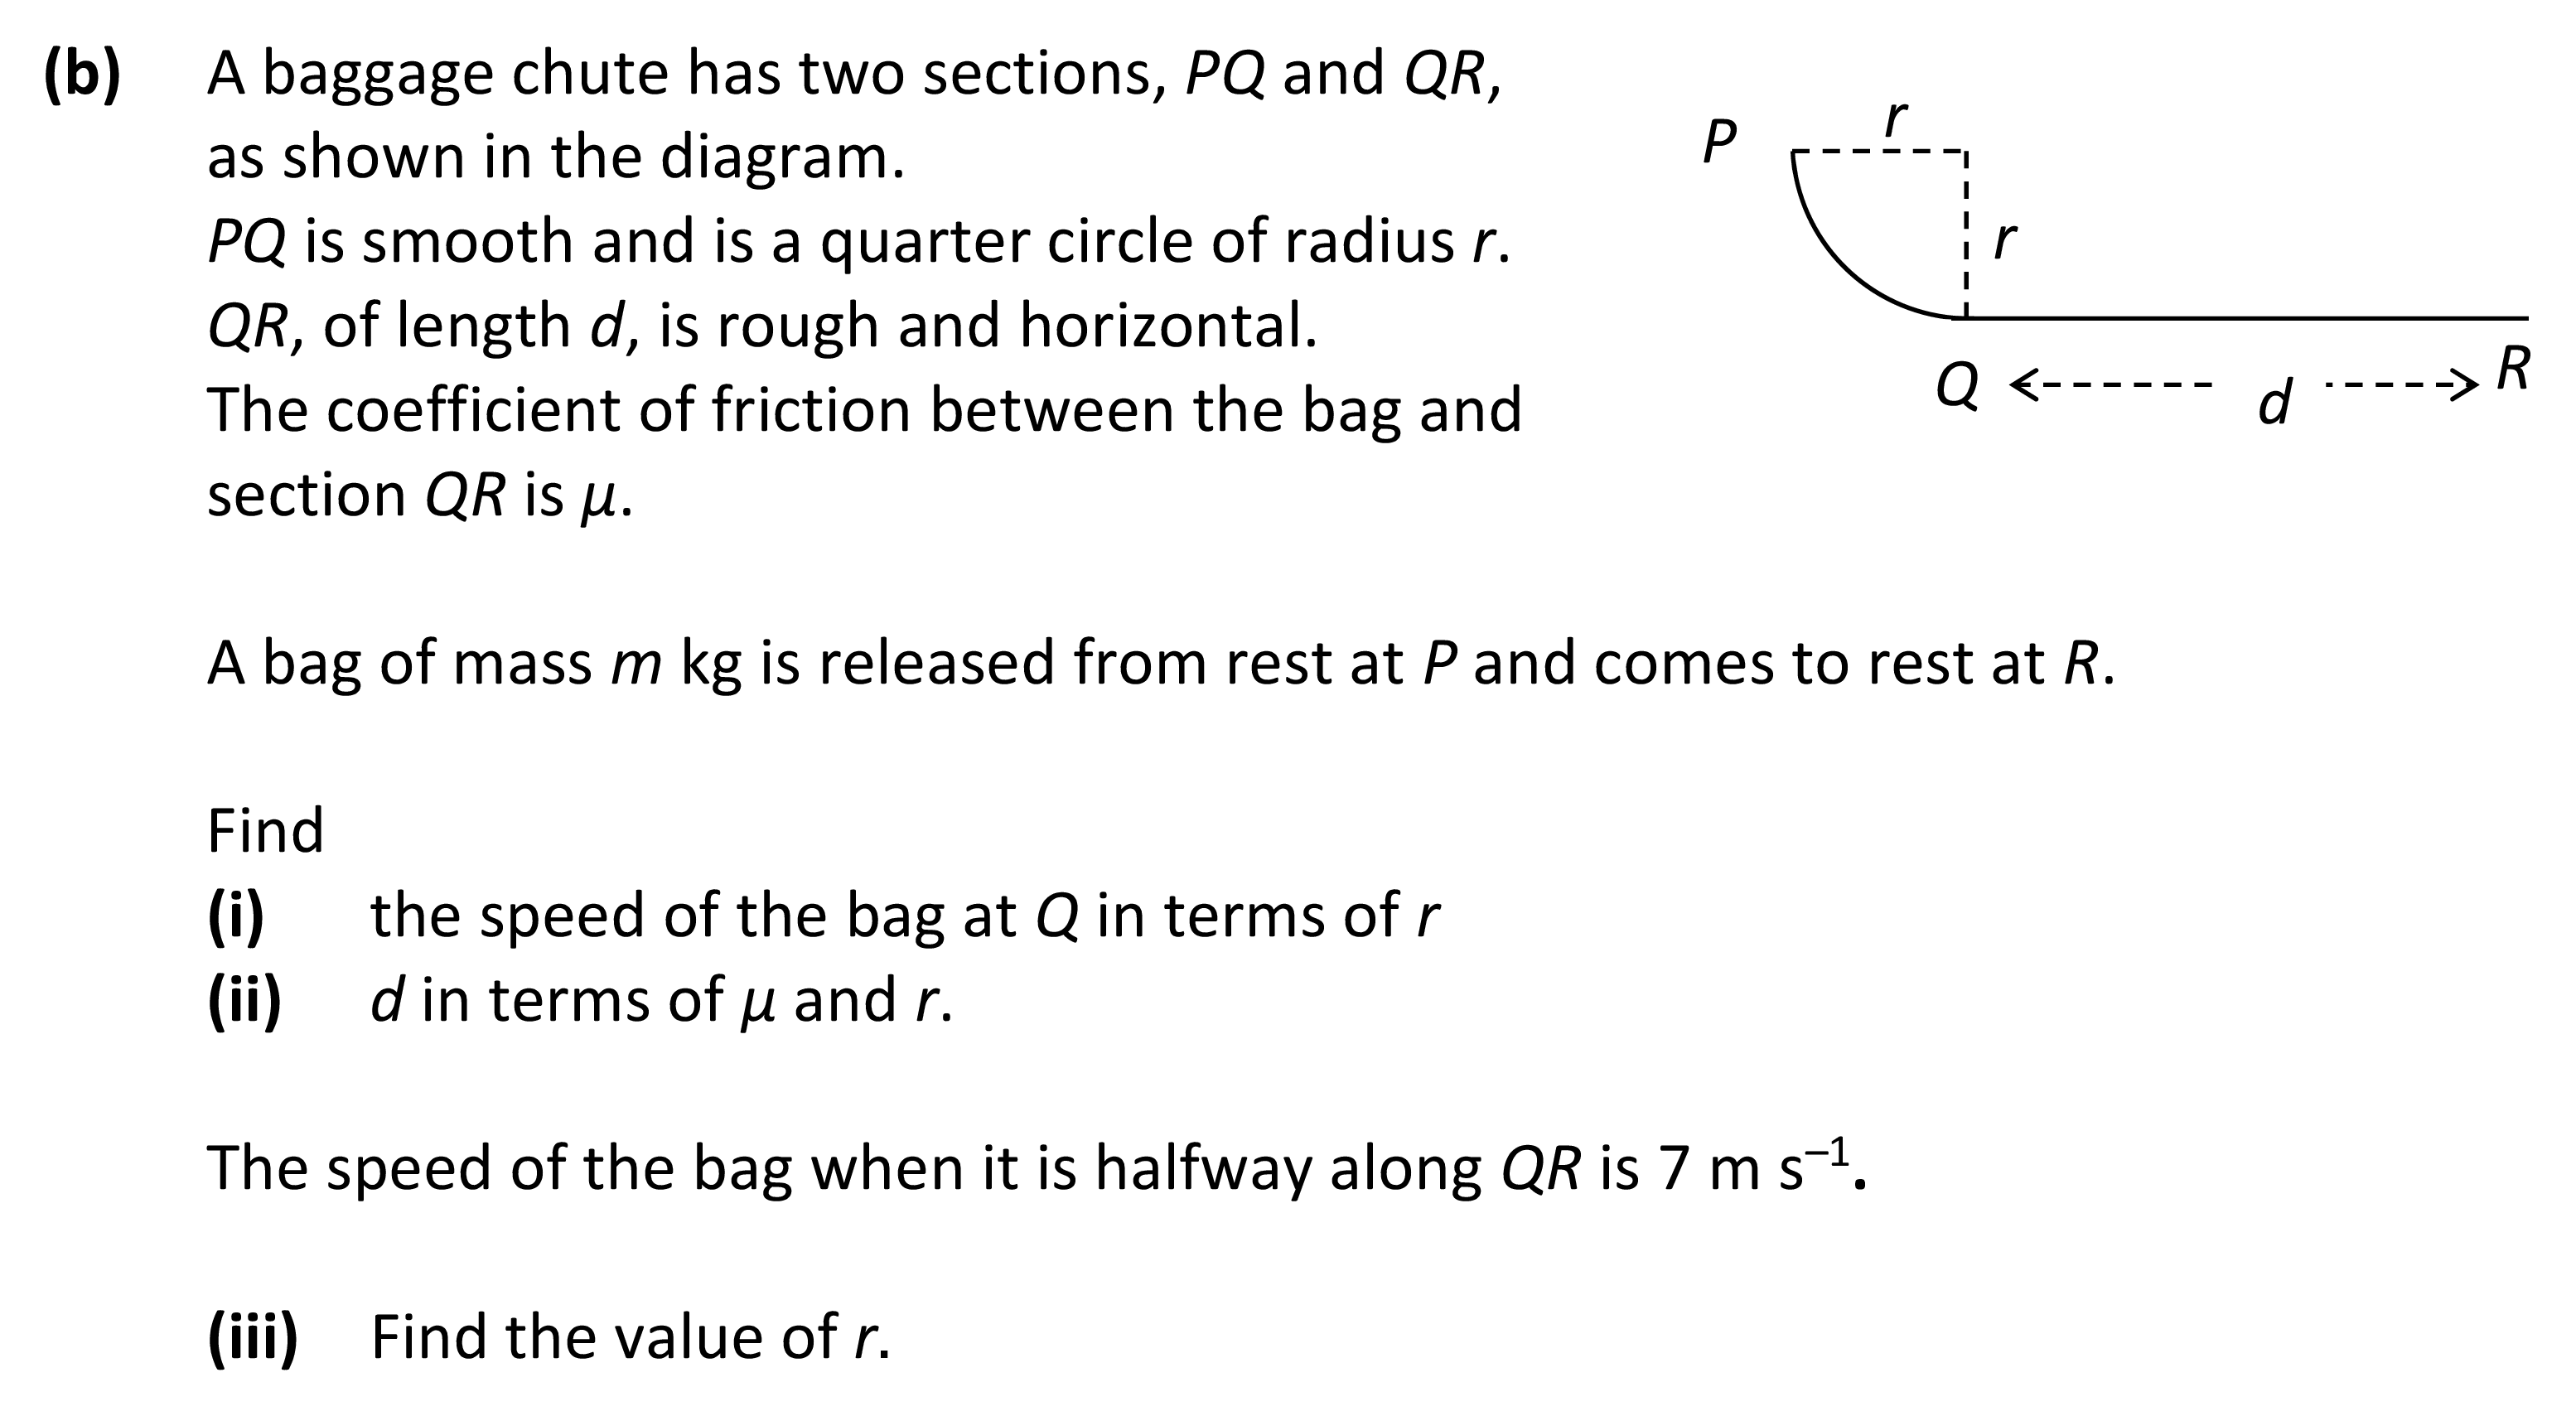 (b) A baggage chute has two sections, PQ and QR,
as shown in the diagram.
PQ is smooth and is a quarter circle of radius r.
QR, of length d, is rough and horizontal.
The coefficient of friction between the bag and
section QR is μ.
P
r
r
Q
d
R
A bag of mass m kg is released from rest at P and comes to rest at R.
Find
(i) the speed of the bag at Q in terms of r
(ii) d in terms of μ and r.
The speed of the bag when it is halfway along QR is 7 m s⁻¹.
(iii) Find the value of r.